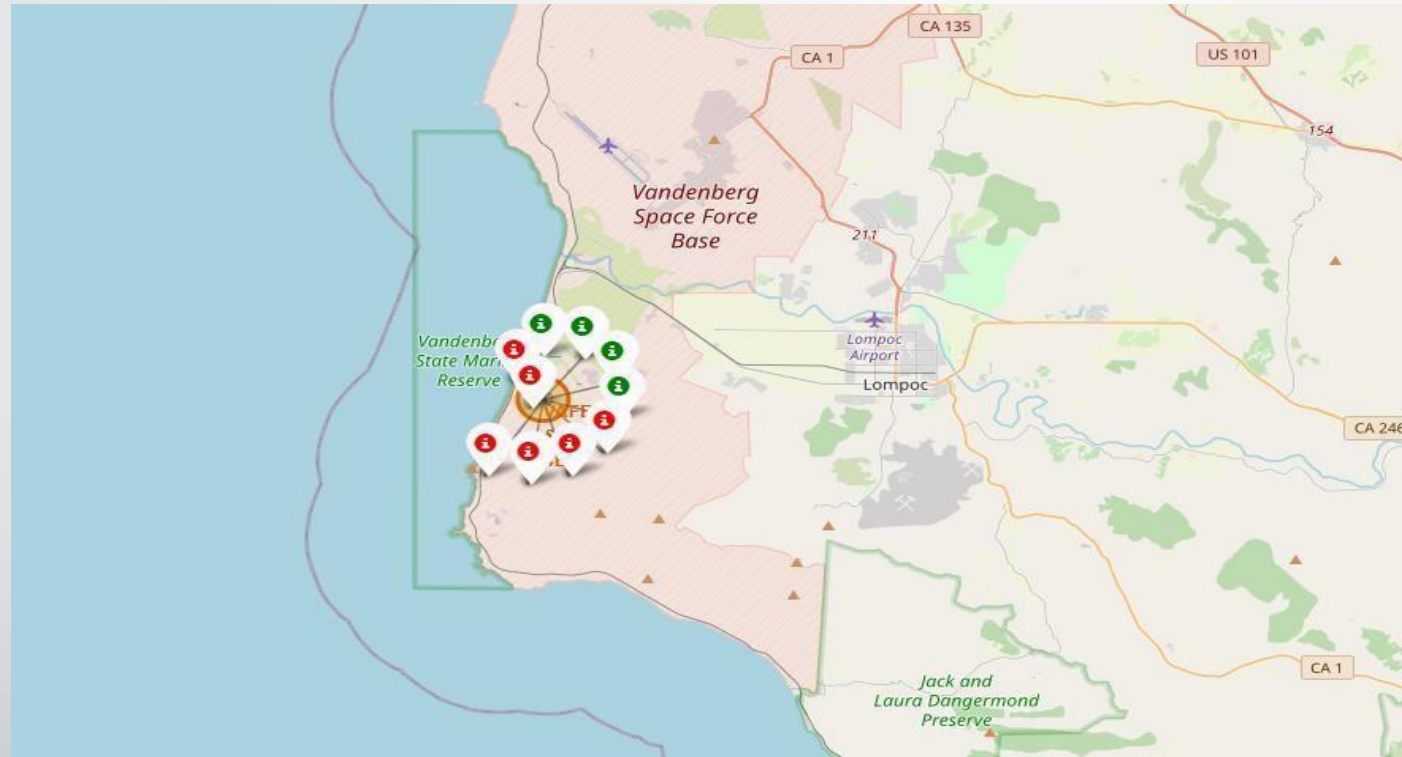 CA 135
CA 1
US 101
154
Vandenberg
Space Force
Base
211
State Mar
Reserve
Lompoc
Airport
Lompoc
CA 246
CA 1
Jack and
Laura Dangermond
Preserve